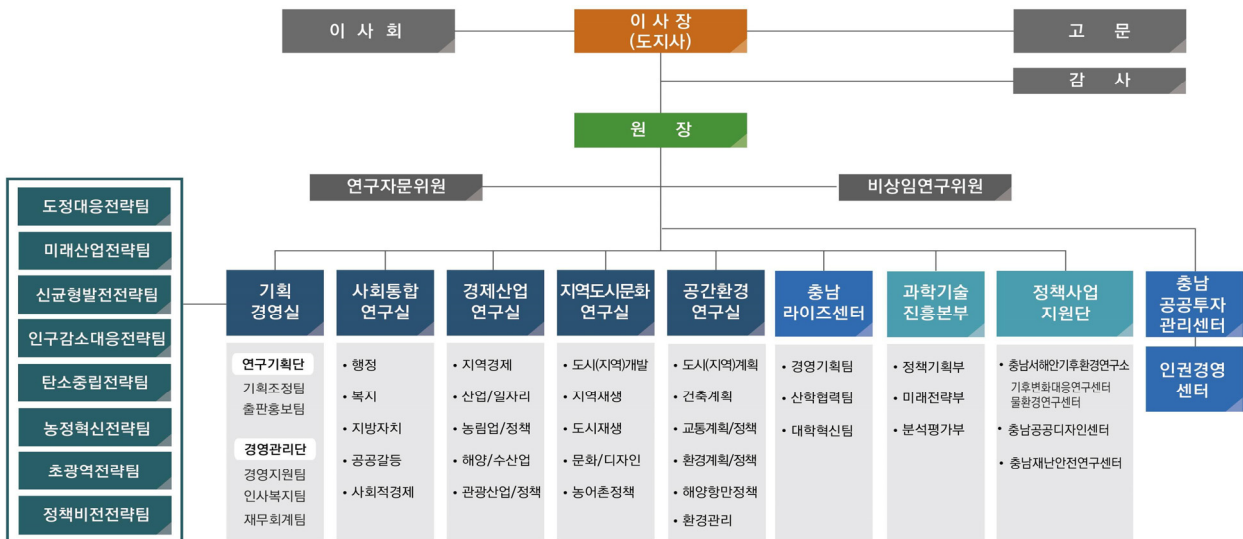 이 사 회
이 사 장
(도지사)
고 문
감 사
원 장
연구자문위원
비상임연구위원
도정대응전략팀
미래산업전략팀
신균형발전전략팀
인구감소대응전략팀
탄소중립전략팀
농정혁신전략팀
초광역전략팀
정책비전전략팀
기획
경영실
연구기획단
기획조정팀
출판홍보팀
경영관리단
경영지원팀
인사복지팀
재무회계팀
사회통합
연구실
• 행정
• 복지
• 지방자치
• 공공갈등
• 사회적경제
경제산업
연구실
• 지역경제
• 산업/일자리
• 농림업/정책
• 해양/수산업
• 관광산업/정책
지역도시문화
연구실
• 도시(지역)개발
• 지역재생
• 도시재생
• 문화/디자인
• 농어촌정책
공간환경
연구실
• 도시(지역)계획
• 건축계획
• 교통계획/정책
• 환경계획/정책
• 해양항만정책
• 환경관리
충남
라이즈센터
• 경영기획팀
• 산학협력팀
• 대학혁신팀
과학기술
진흥본부
• 정책기획부
• 미래전략부
• 분석평가부
정책사업
지원단
• 충남서해안기후환경연구소
기후변화대응연구센터
물환경연구센터
• 충남공공디자인센터
• 충남재난안전연구센터
충남
공공투자
관리센터
인권경영
센터